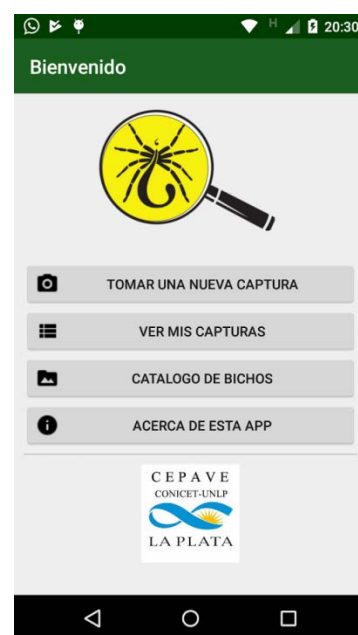 H 20:30
Bienvenido
TOMAR UNA NUEVA CAPTURA
VER MIS CAPTURAS
CATALOGO DE BICHOS
ACERCA DE ESTA APP
CEPAVE
CONICET-UNLP
LA PLATA